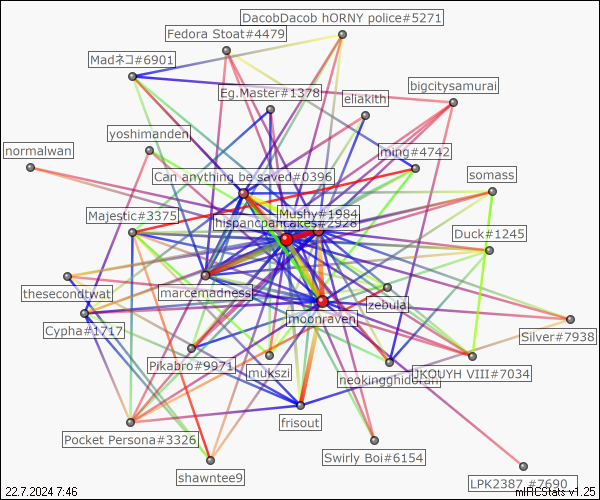 DacobDacob hORNY police#5271
Fedora Stoat#4479
Madネコ#6901
bigcitysamurai
Eg.Master#1378
eliakith
yoshimanden
normalwan
ming#4742
Can anything be saved#0396
somass
Majestic#3375
Mushy#1984
hispancpancakes#2928
Duck#1245
thesecondtwat
marcemadness
zebula
Cypha#1717
moonraven
Silver#7938
Pikabro#9971
mukszi
neokingghidorah
JKOUYH VIII#7034
frisout
Pocket Persona#3326
Swirly Boi#6154
shawntee9
LPK2387 #7690
22.7.2024 7:46
mIRCStats v1.25